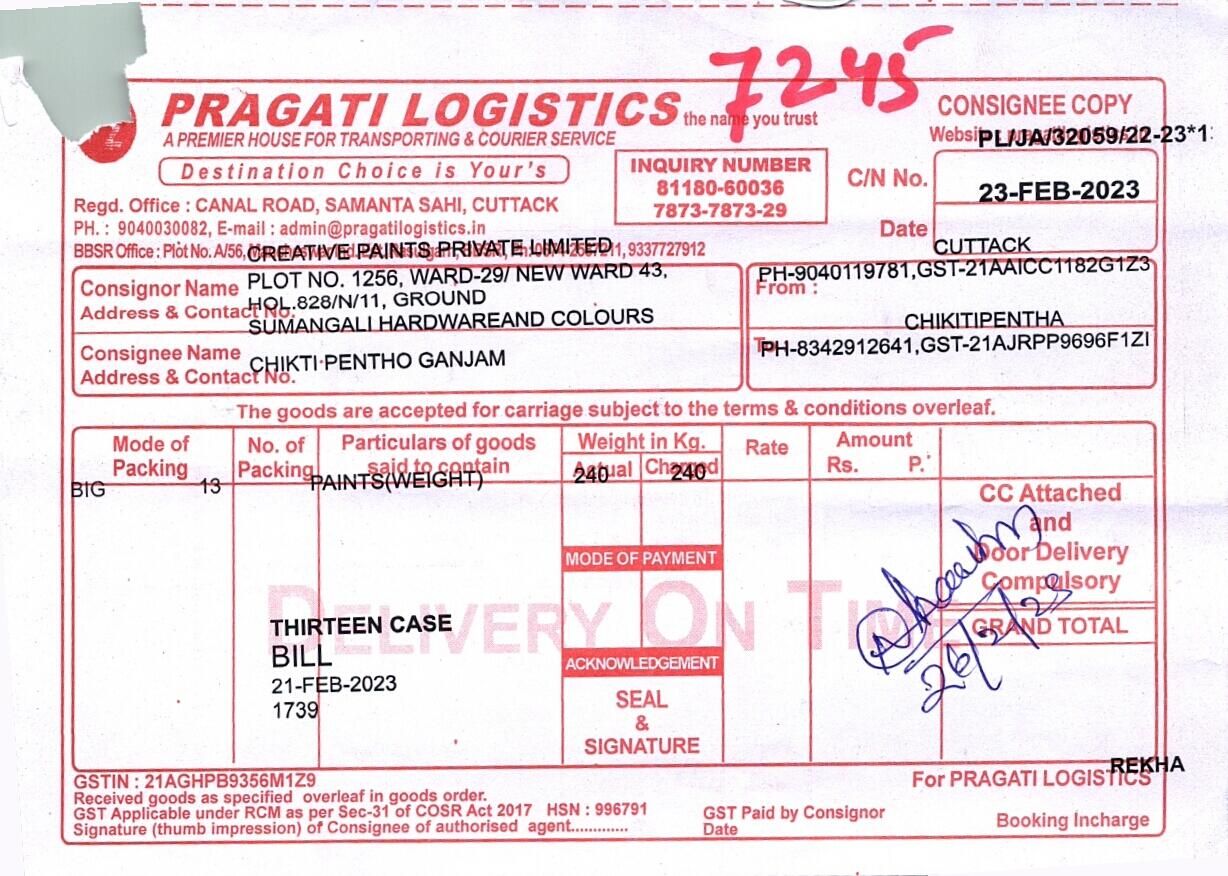 7245
PRAGATI LOGISTICS the name you trust
A PREMIER HOUSE FOR TRANSPORTING & COURIER SERVICE
Destination Choice is Your's
CONSIGNEE COPY
PL/JA/32059/22-23*1
INQUIRY NUMBER
81180-60036
7873-7873-29
C/N No.
23-FEB-2023
Regd. Office : CANAL ROAD, SAMANTA SAHI, CUTTACK
PH. : 9040030082, E-mail : admin@pragatilogistics.in
Date
BBSR Office : Plot No. A/56, 9337727912
CREATIVE PAINTS PRIVATE LIMITED
CUTTACK
Consignor Name
Address & Contact No.
PLOT NO. 1256, WARD-29/ NEW WARD 43,
HOL.828/N/11, GROUND
PH-9040119781,GST-21AAICC1182G1Z3
From :
SUMANGALI HARDWAREAND COLOURS
CHIKITIPENTHA
Consignee Name
Address & Contact No.
CHIKTI PENTHO GANJAM
To
PH-8342912641,GST-21AJRPP9696F1ZI
The goods are accepted for carriage subject to the terms & conditions overleaf.
Mode of Packing
No. of Packing
Particulars of goods said to contain
Weight in Kg.
Actual Charged
Rate
Amount
Rs. P.
BIG 13 PAINTS(WEIGHT) 240 240
CC Attached
and
Door Delivery
Compulsory
MODE OF PAYMENT
DELIVERY ON TIME
THIRTEEN CASE
BILL
21-FEB-2023
1739
GRAND TOTAL
26/2/23
ACKNOWLEDGEMENT
SEAL
&
SIGNATURE
REKHA
GSTIN : 21AGHPB9356M1Z9
For PRAGATI LOGISTICS
Received goods as specified overleaf in goods order.
GST Applicable under RCM as per Sec-31 of COSR Act 2017 HSN : 996791
Signature (thumb impression) of Consignee of authorised agent.............
GST Paid by Consignor
Date
Booking Incharge